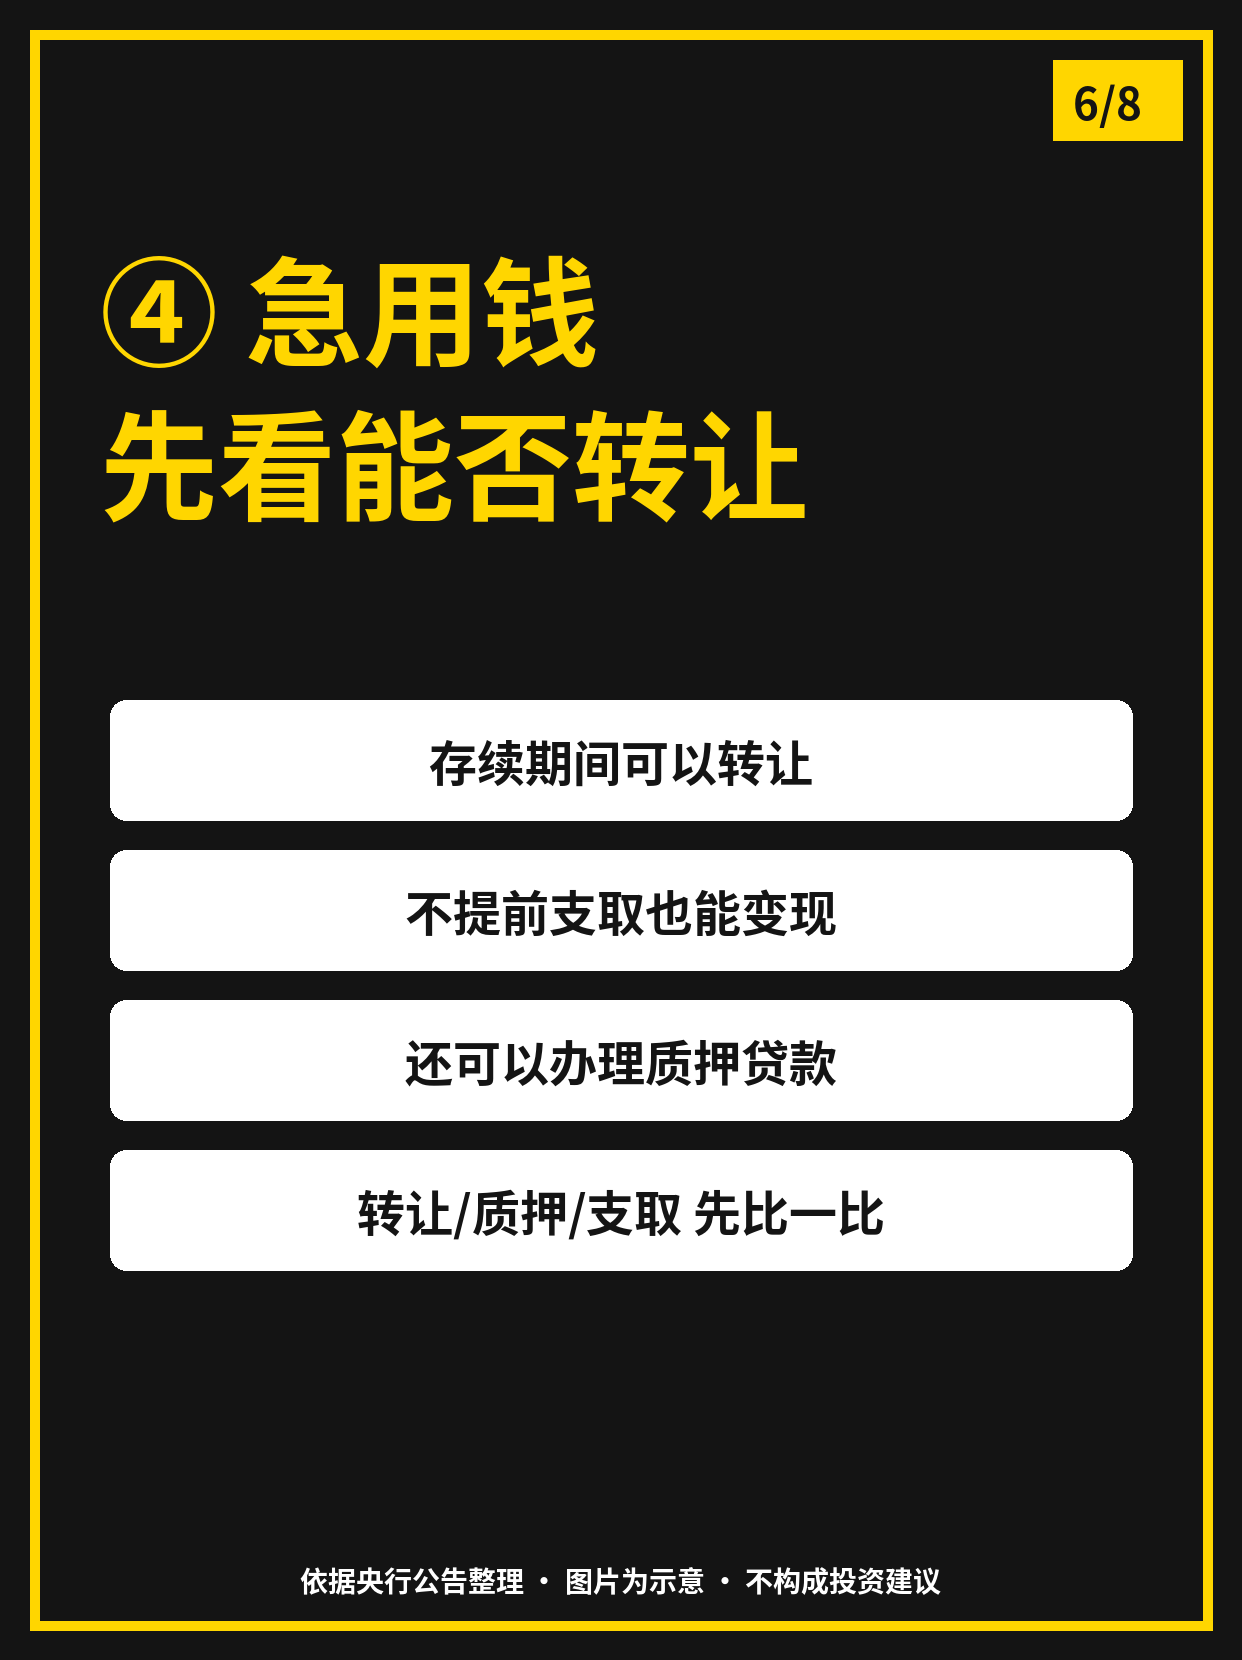 6/8
④ 急用钱
先看能否转让
存续期间可以转让
不提前支取也能变现
还可以办理质押贷款
转让/质押/支取 先比一比
依据央行公告整理 · 图片为示意 · 不构成投资建议